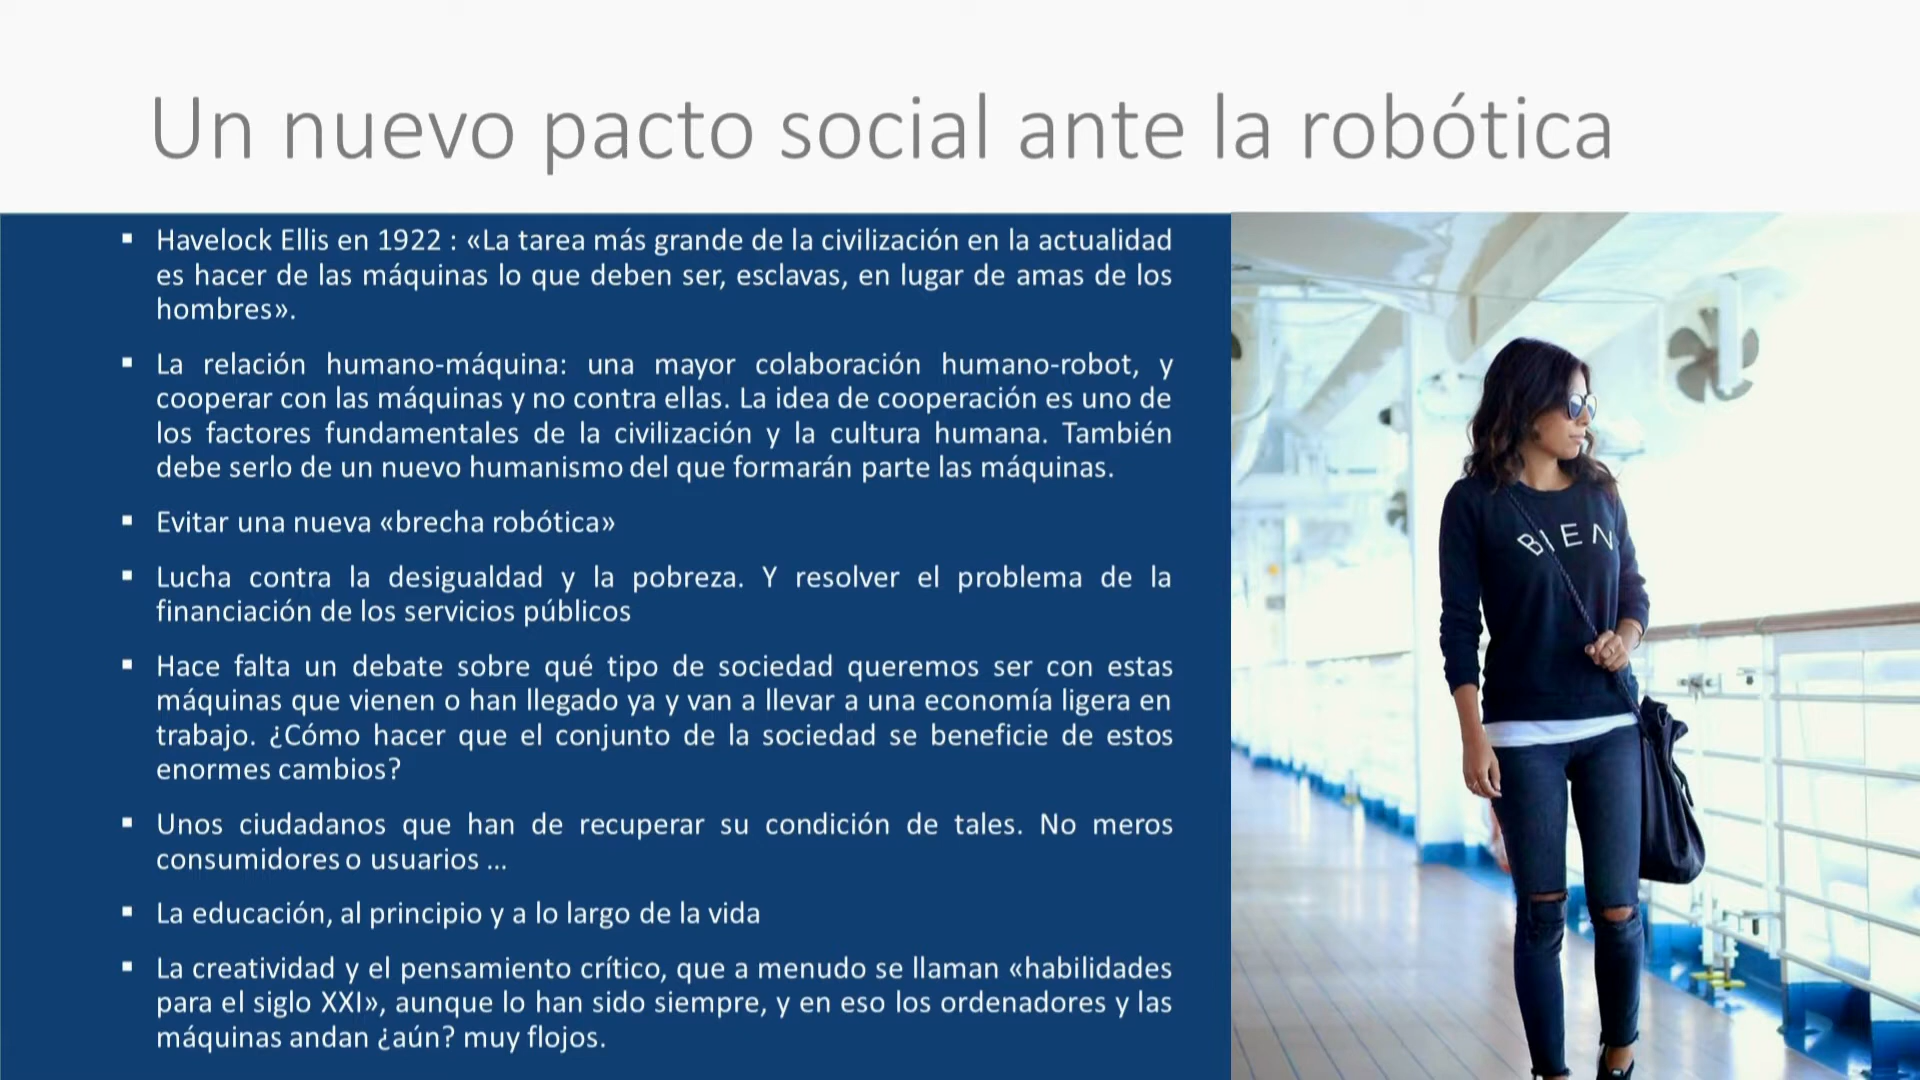 Un nuevo pacto social ante la robótica
▪ Havelock Ellis en 1922 : «La tarea más grande de la civilización en la actualidad
es hacer de las máquinas lo que deben ser, esclavas, en lugar de amas de los
hombres».
▪ La relación humano-máquina: una mayor colaboración humano-robot, y
cooperar con las máquinas y no contra ellas. La idea de cooperación es uno de
los factores fundamentales de la civilización y la cultura humana. También
debe serlo de un nuevo humanismo del que formarán parte las máquinas.
▪ Evitar una nueva «brecha robótica»
▪ Lucha contra la desigualdad y la pobreza. Y resolver el problema de la
financiación de los servicios públicos
▪ Hace falta un debate sobre qué tipo de sociedad queremos ser con estas
máquinas que vienen o han llegado ya y van a llevar a una economía ligera en
trabajo. ¿Cómo hacer que el conjunto de la sociedad se beneficie de estos
enormes cambios?
▪ Unos ciudadanos que han de recuperar su condición de tales. No meros
consumidores o usuarios ...
▪ La educación, al principio y a lo largo de la vida
▪ La creatividad y el pensamiento crítico, que a menudo se llaman «habilidades
para el siglo XXI», aunque lo han sido siempre, y en eso los ordenadores y las
máquinas andan ¿aún? muy flojos.
BIEN